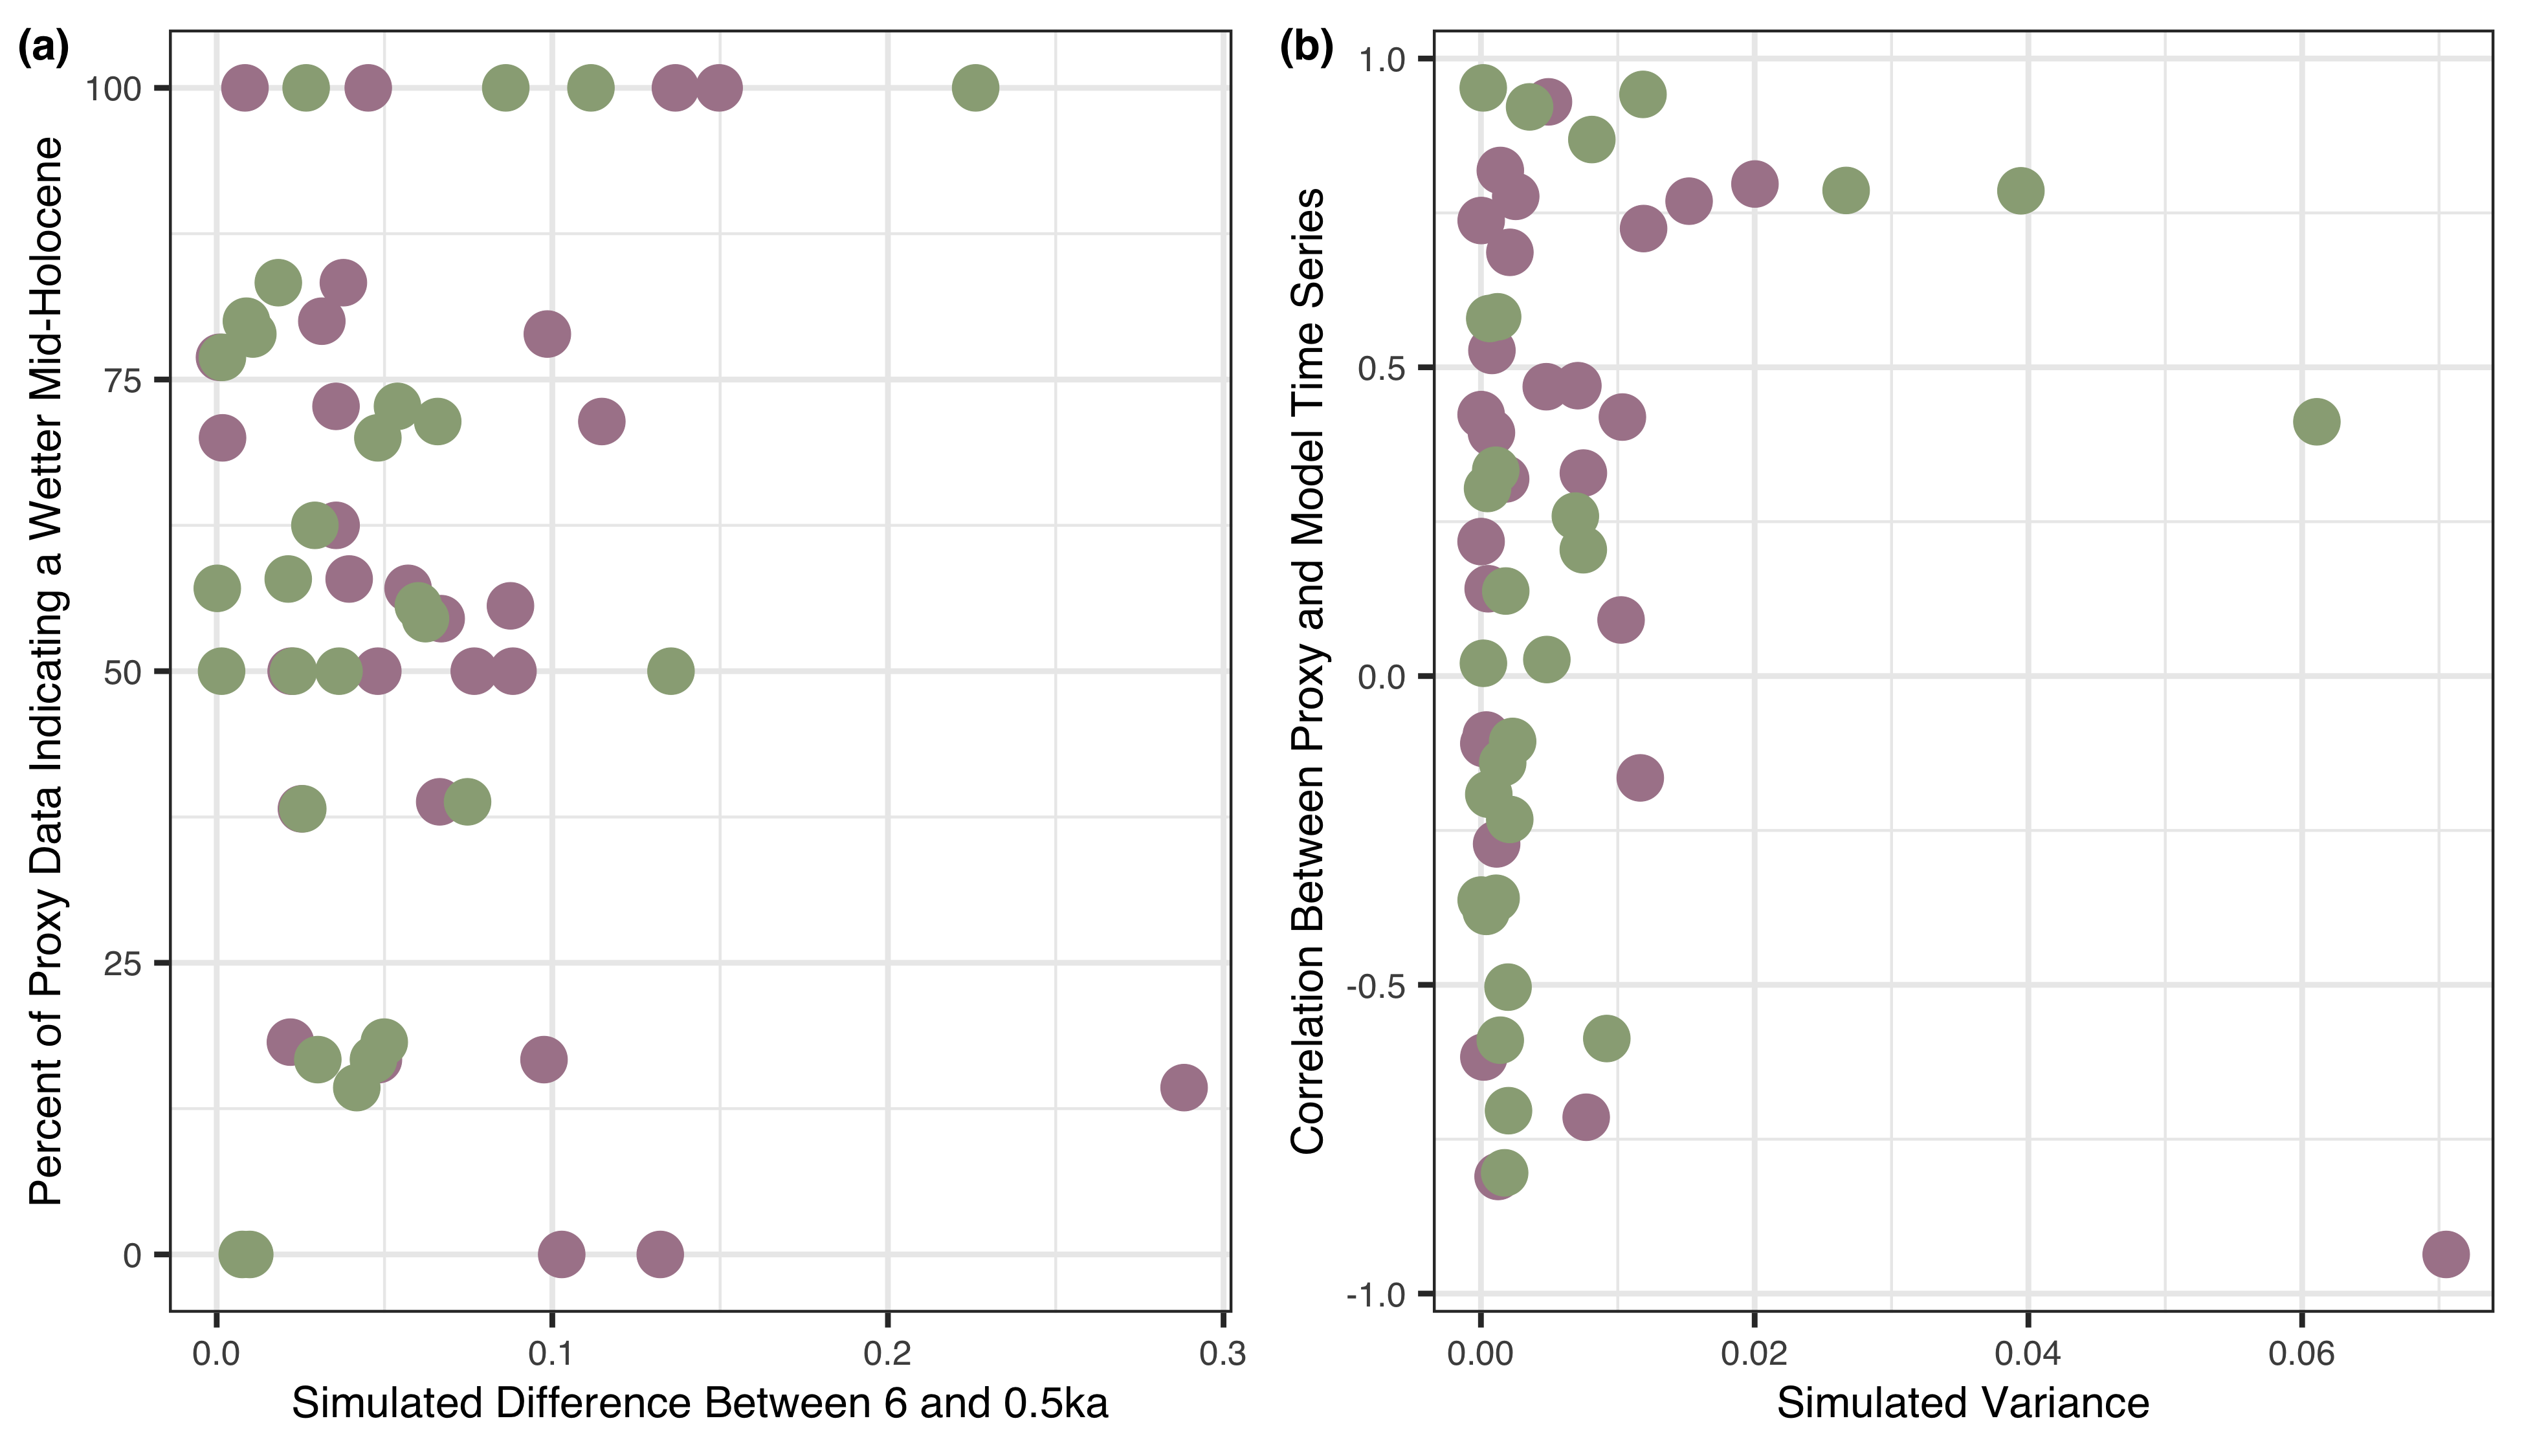 (a)
Percent of Proxy Data Indicating a Wetter Mid-Holocene
100
75
50
25
0
0.0 0.1 0.2 0.3
Simulated Difference Between 6 and 0.5ka
(b)
Correlation Between Proxy and Model Time Series
1.0
0.5
0.0
-0.5
-1.0
0.00 0.02 0.04 0.06
Simulated Variance